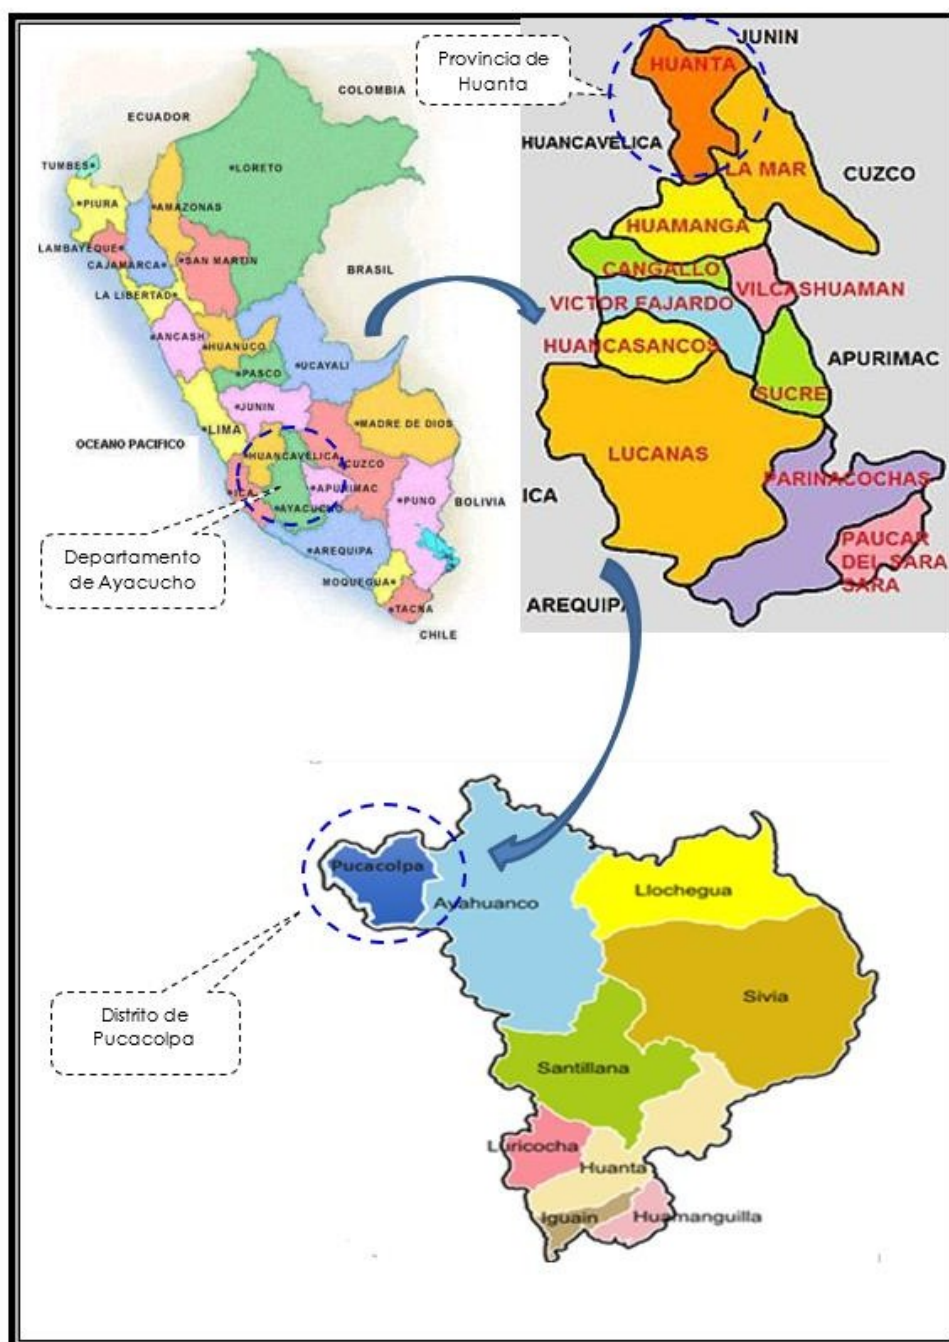 Provincia de
Huanta
COLOMBIA
ECUADOR
TUMBES
LORETO
PIURA
AMAZONAS
LAMBAYEQUE
CAJAMARCA
SAN MARTIN
BRASIL
LA LIBERTAD
ANCASH
HUANUCO
UCAYALI
PASCO
JUNIN
LIMA
MADRE DE DIOS
OCEANO PACIFICO
HUANCAVELICA
CUZCO
ICA
APURIMAC
AYACUCHO
PUNO
BOLIVIA
AREQUIPA
MOQUEGUA
TACNA
CHILE
Departamento
de Ayacucho
JUNIN
HUANTA
HUANCAVELICA
LA MAR
CUZCO
HUAMANGA
CANGALLO
VILCASHUAMAN
VICTOR FAJARDO
HUANCASANCOS
APURIMAC
SUCRE
LUCANAS
PARINACOCHAS
ICA
PAUCAR
DEL SARA
SARA
AREQUIPA
Pucacolpa
Ayahuanco
Llochegua
Sivia
Distrito de
Pucacolpa
Santillana
Luricocha
Huanta
Iguain
Huamanguilla